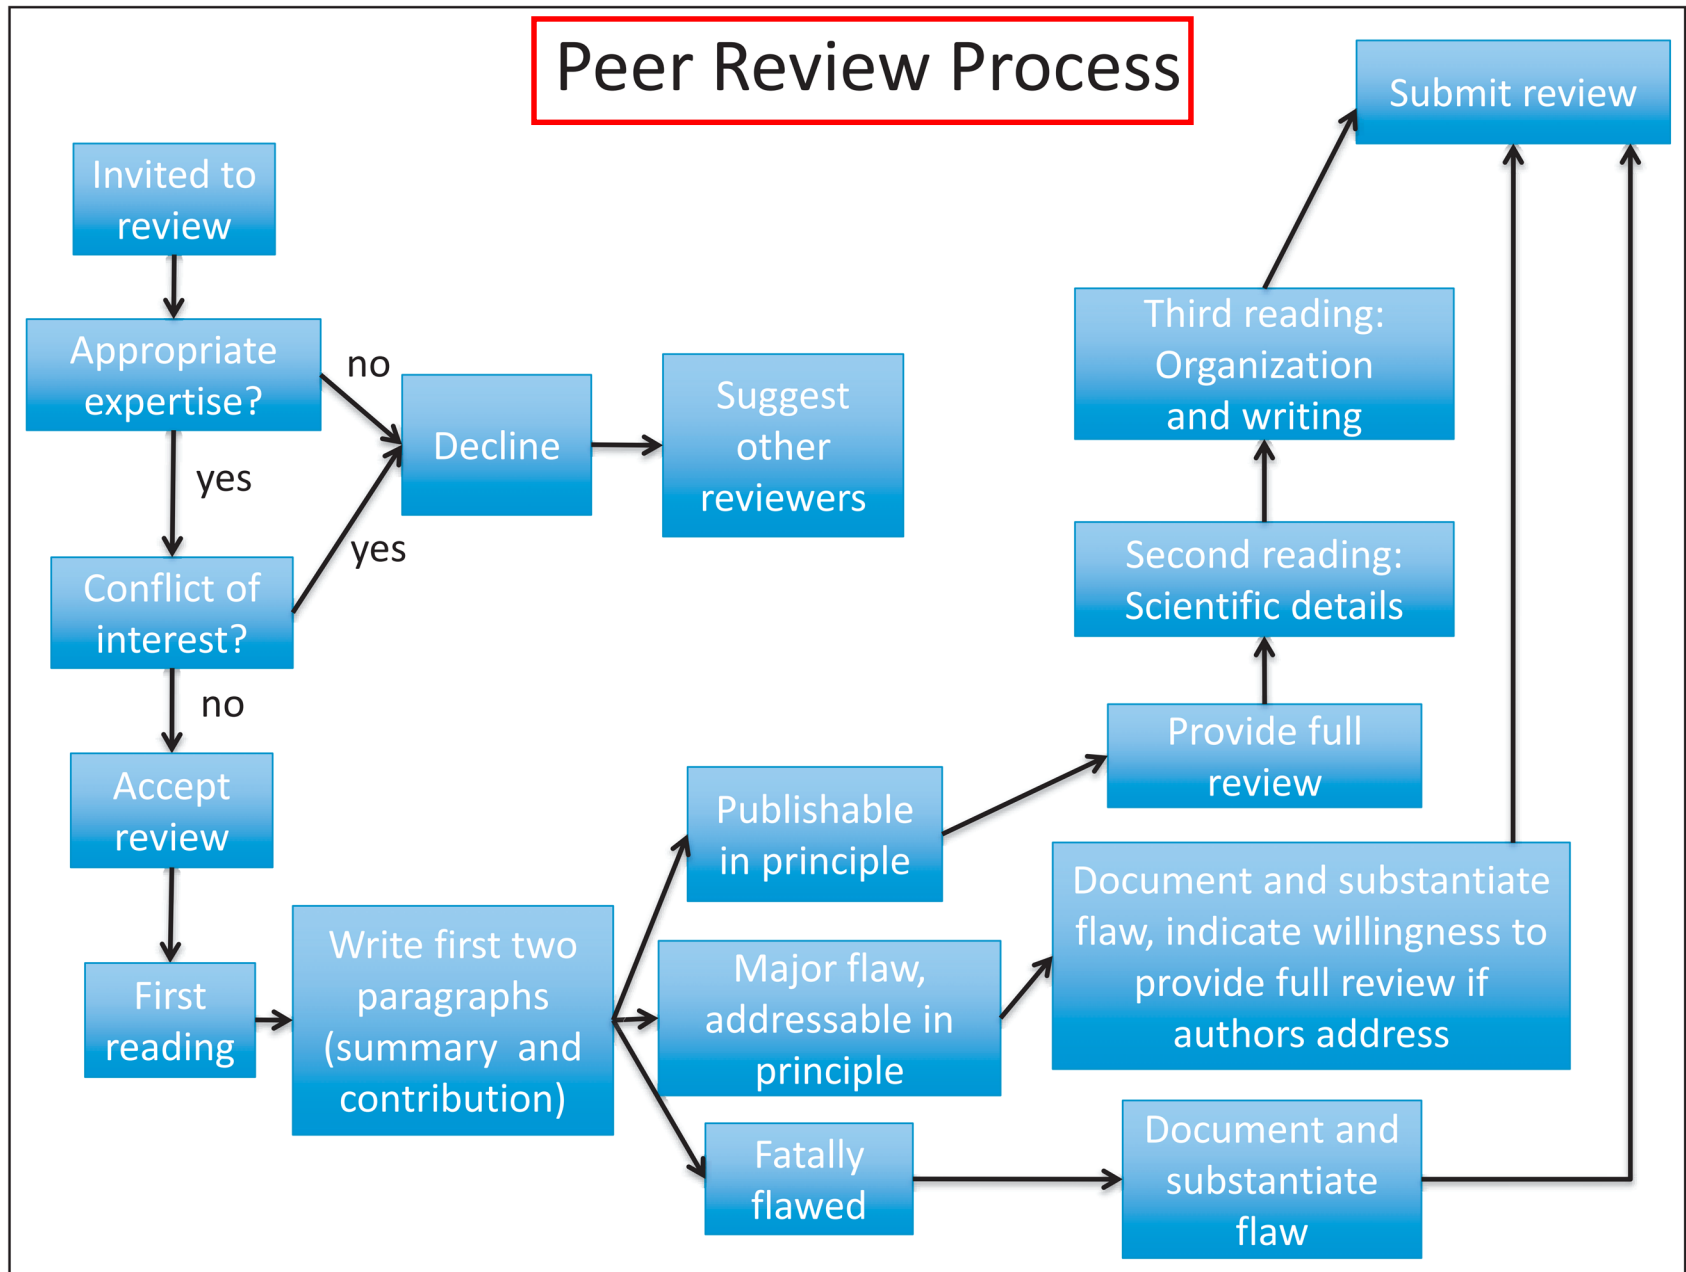 Peer Review Process
Invited to
review
Appropriate
expertise?
no
yes
Decline
Suggest
other
reviewers
Conflict of
interest?
yes
no
Accept
review
First
reading
Write first two
paragraphs
(summary and
contribution)
Publishable
in principle
Major flaw,
addressable in
principle
Fatally
flawed
Provide full
review
Second reading:
Scientific details
Third reading:
Organization
and writing
Document and substantiate
flaw, indicate willingness to
provide full review if
authors address
Document and
substantiate
flaw
Submit review